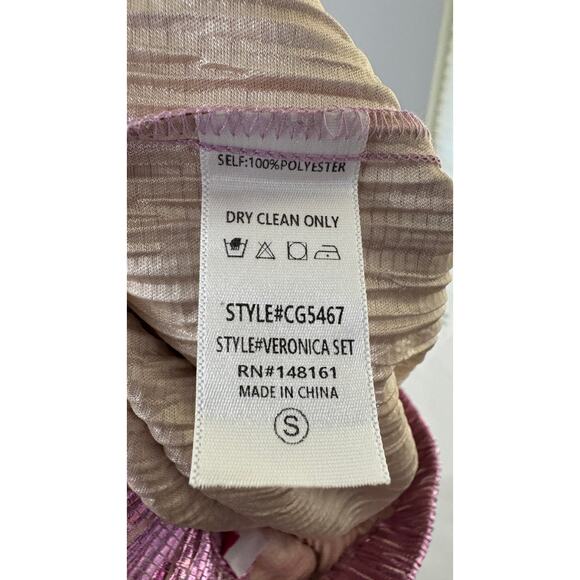 SELF:100%POLYESTER
DRY CLEAN ONLY
STYLE#CG5467
STYLE#VERONICA SET
RN#148161
MADE IN CHINA
S